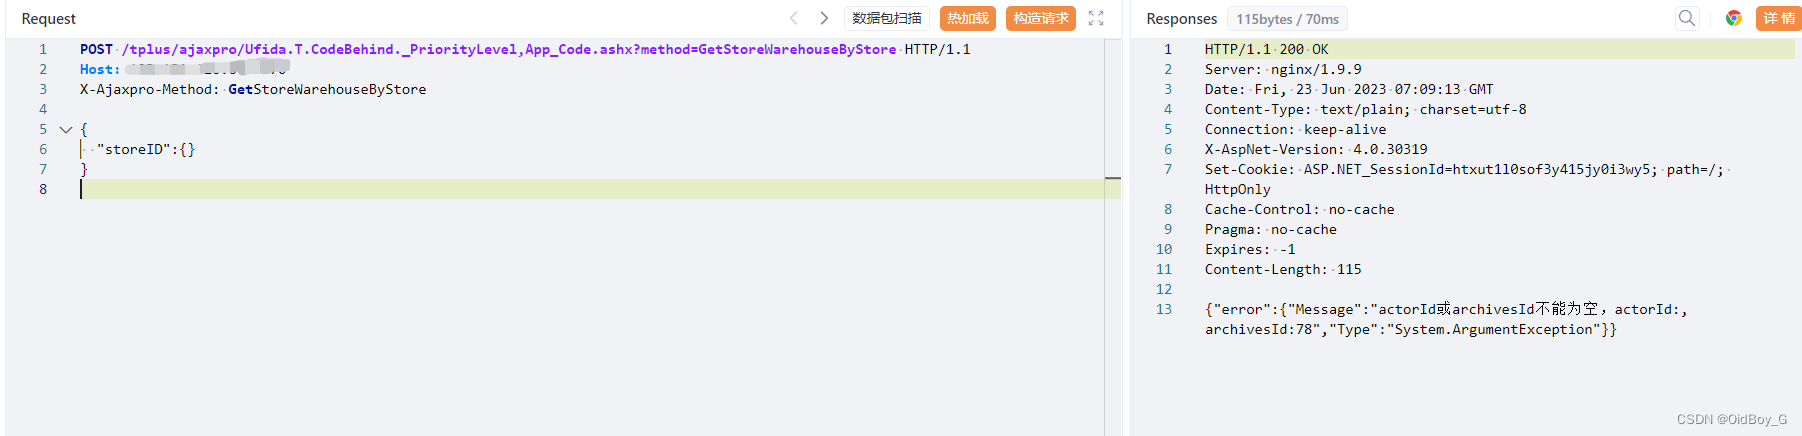 Request
数据包扫描
热加载
构造请求
1 POST /tplus/ajaxpro/Ufida.T.CodeBehind._PriorityLevel,App_Code.ashx?method=GetStoreWarehouseByStore HTTP/1.1
2 Host:
3 X-Ajaxpro-Method: GetStoreWarehouseByStore
4
5 {
6 "storeID":{}
7 }
8
Responses
115bytes / 70ms
详 情
1 HTTP/1.1 200 OK
2 Server: nginx/1.9.9
3 Date: Fri, 23 Jun 2023 07:09:13 GMT
4 Content-Type: text/plain; charset=utf-8
5 Connection: keep-alive
6 X-AspNet-Version: 4.0.30319
7 Set-Cookie: ASP.NET_SessionId=htxut1l0sof3y415jy0i3wy5; path=/;
HttpOnly
8 Cache-Control: no-cache
9 Pragma: no-cache
10 Expires: -1
11 Content-Length: 115
12
13 {"error":{"Message":"actorId或archivesId不能为空，actorId:,
archivesId:78","Type":"System.ArgumentException"}}
CSDN @OidBoy_G